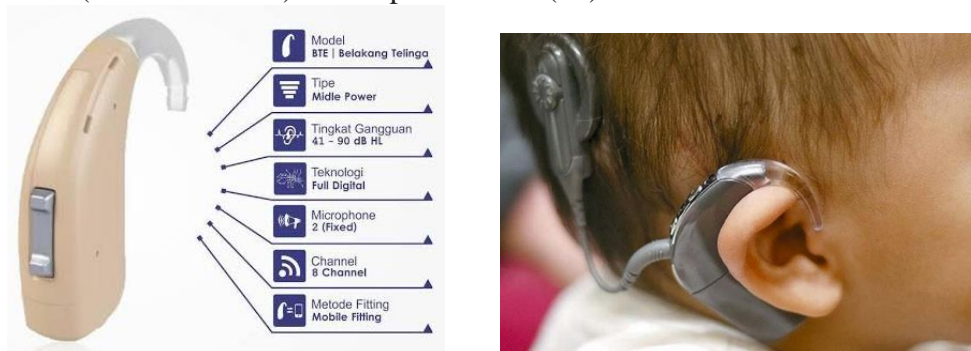 Model
BTE | Belakang Telinga
Tipe
Midle Power
Tingkat Gangguan
41 - 90 dB HL
Teknologi
Full Digital
Microphone
2 (Fixed)
Channel
8 Channel
Metode Fitting
Mobile Fitting